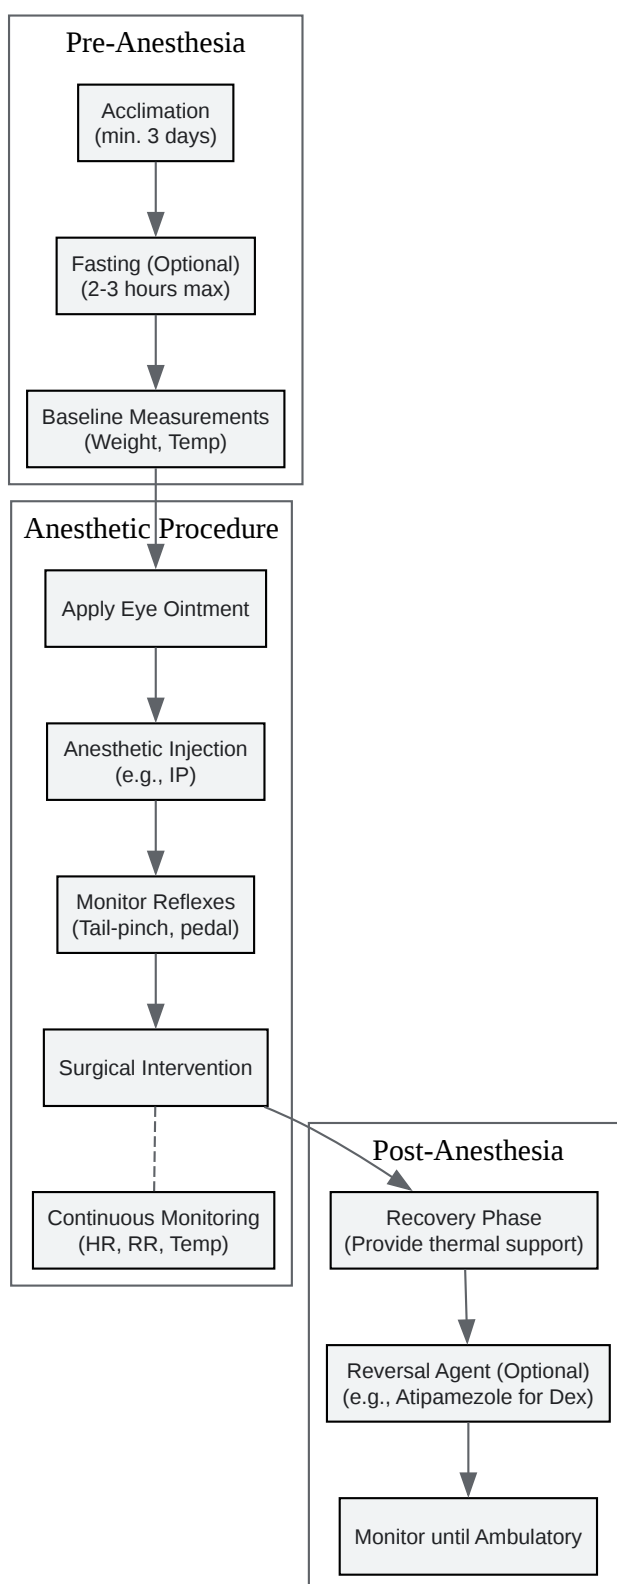 Pre-Anesthesia
Acclimation
(min. 3 days)
Fasting (Optional)
(2-3 hours max)
Baseline Measurements
(Weight, Temp)
Anesthetic Procedure
Apply Eye Ointment
Anesthetic Injection
(e.g., IP)
Monitor Reflexes
(Tail-pinch, pedal)
Surgical Intervention
Continuous Monitoring
(HR, RR, Temp)
Post-Anesthesia
Recovery Phase
(Provide thermal support)
Reversal Agent (Optional)
(e.g., Atipamezole for Dex)
Monitor until Ambulatory